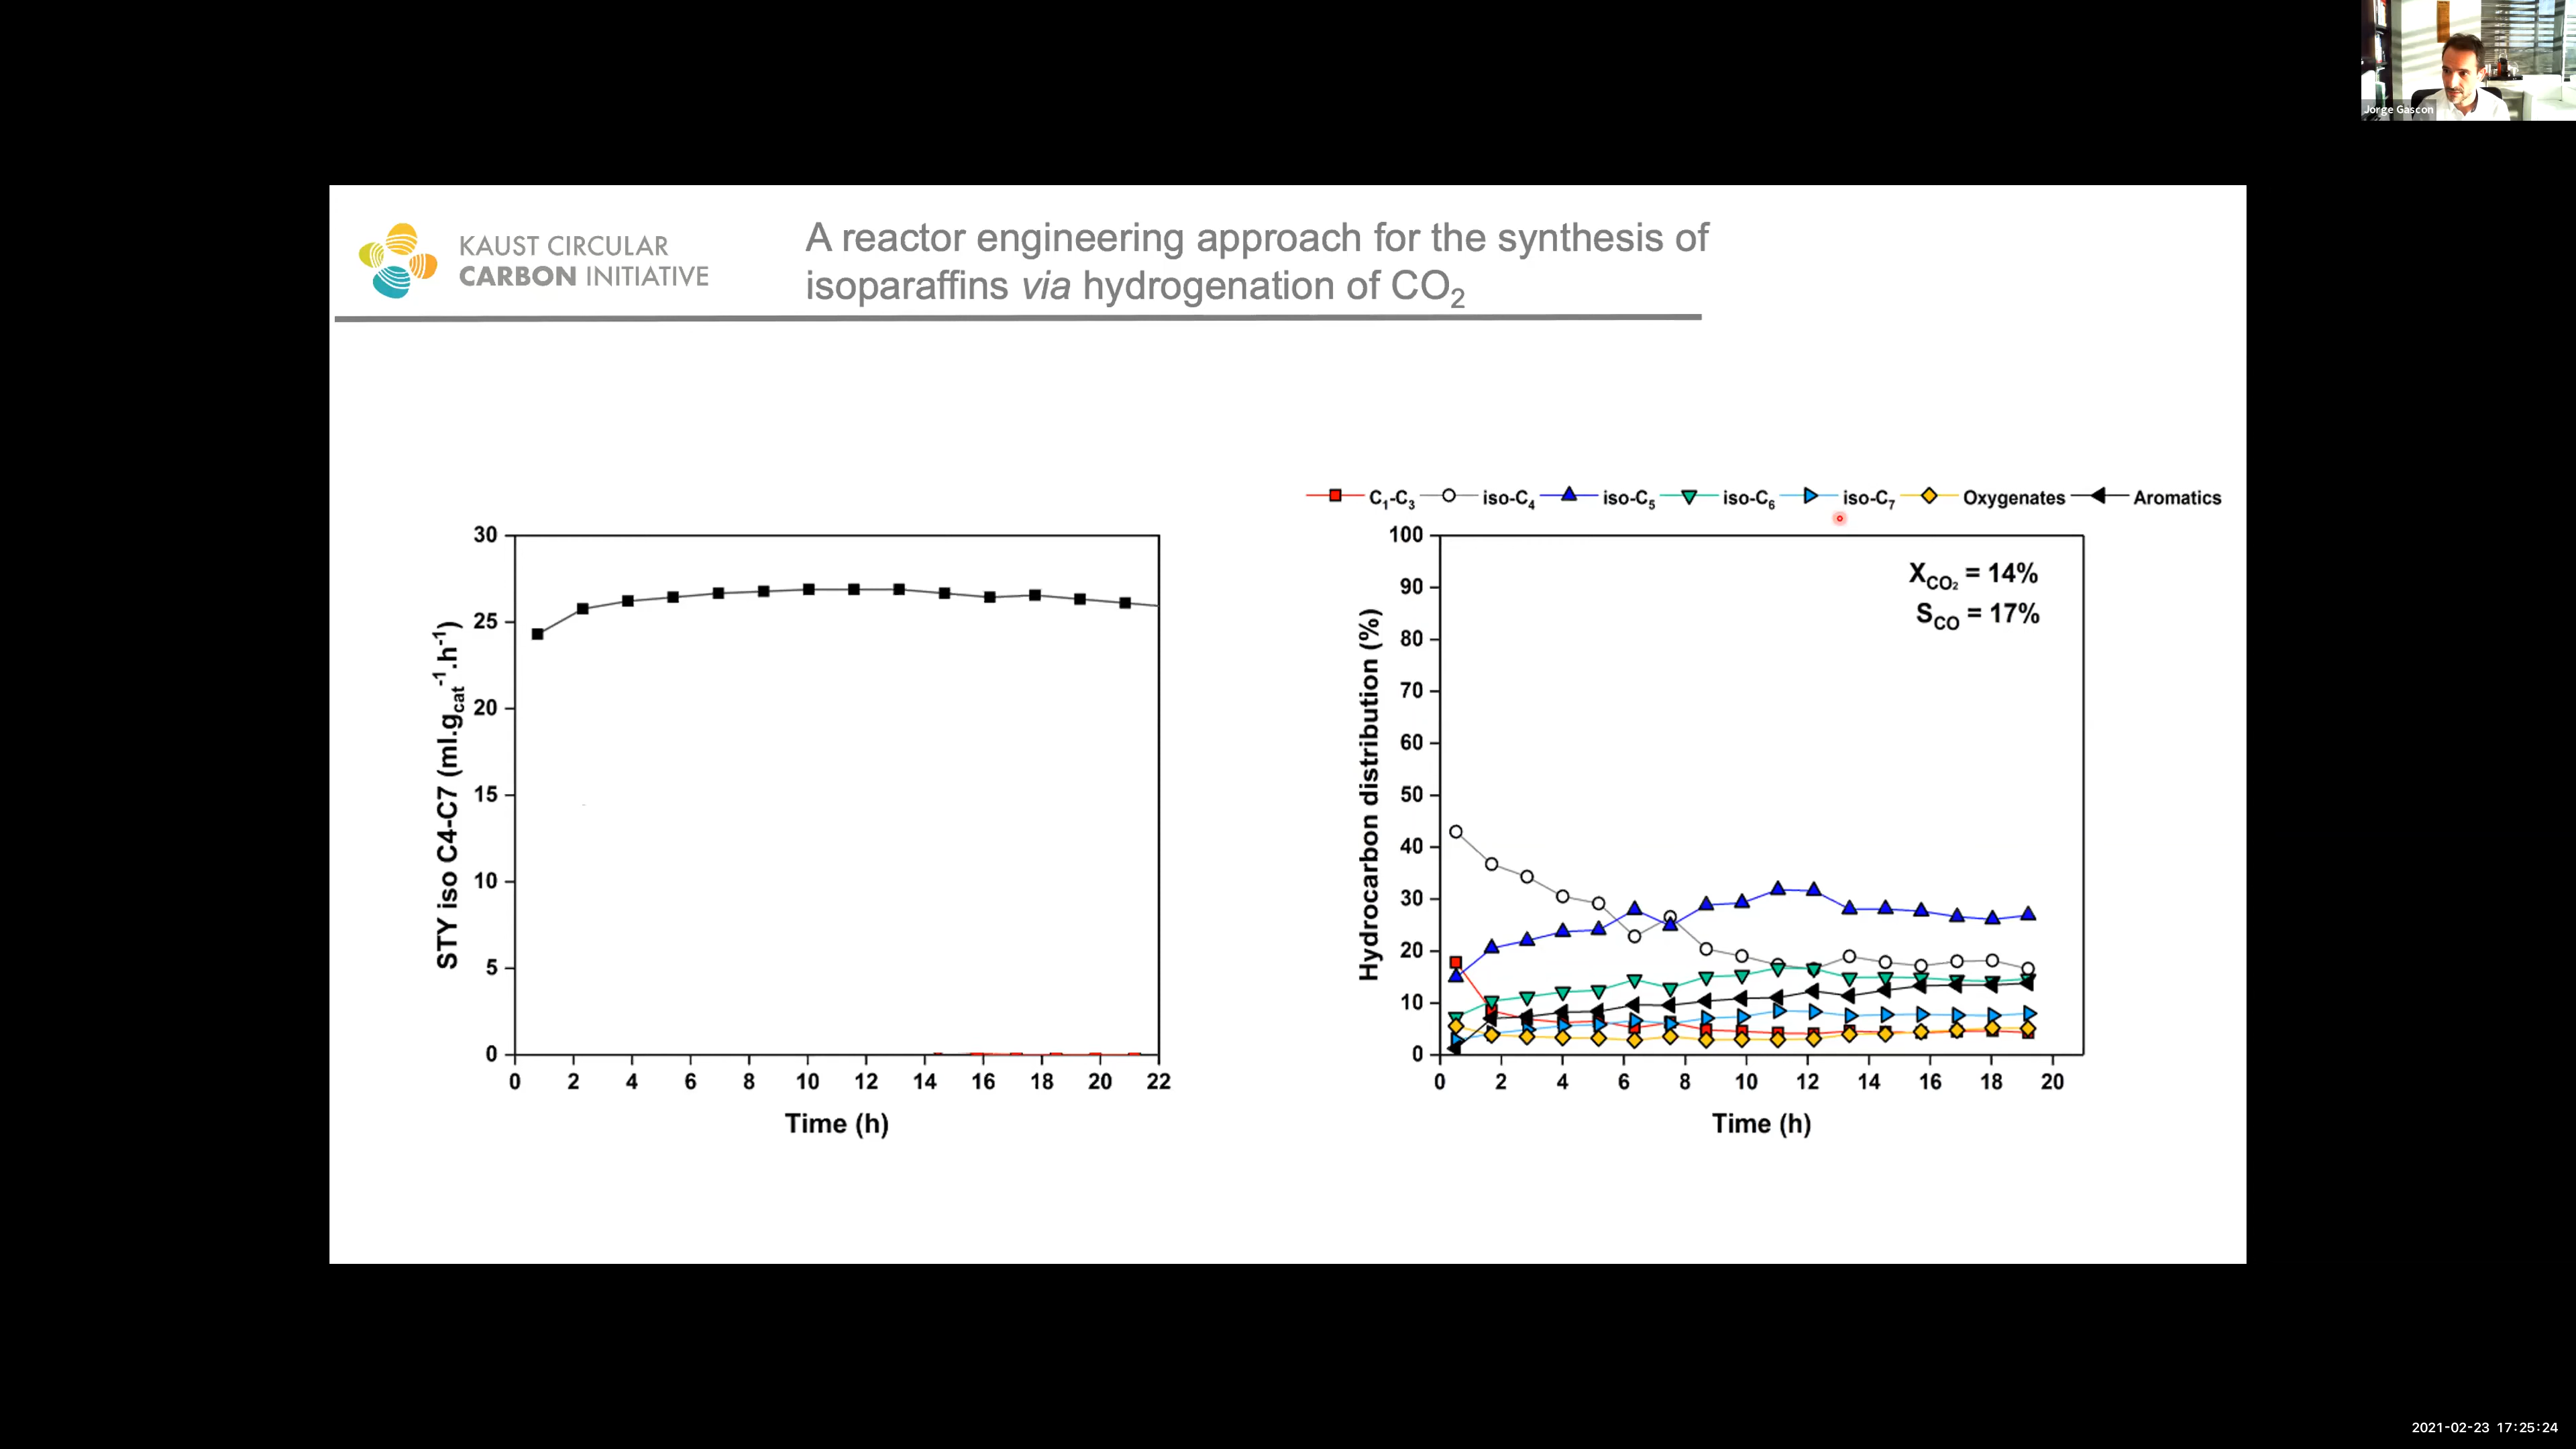 Jorge Gascon
KAUST CIRCULAR
CARBON INITIATIVE
A reactor engineering approach for the synthesis of
isoparaffins via hydrogenation of CO₂
STY iso C4-C7 (ml.g_cat⁻¹.h⁻¹)
30
25
20
15
10
5
0
0 2 4 6 8 10 12 14 16 18 20 22
Time (h)
C₁-C₃ iso-C₄ iso-C₅ iso-C₆ iso-C₇ Oxygenates Aromatics
Hydrocarbon distribution (%)
100
90
80
70
60
50
40
30
20
10
0
X_CO₂ = 14%
S_CO = 17%
0 2 4 6 8 10 12 14 16 18 20
Time (h)
2021-02-23 17:25:24